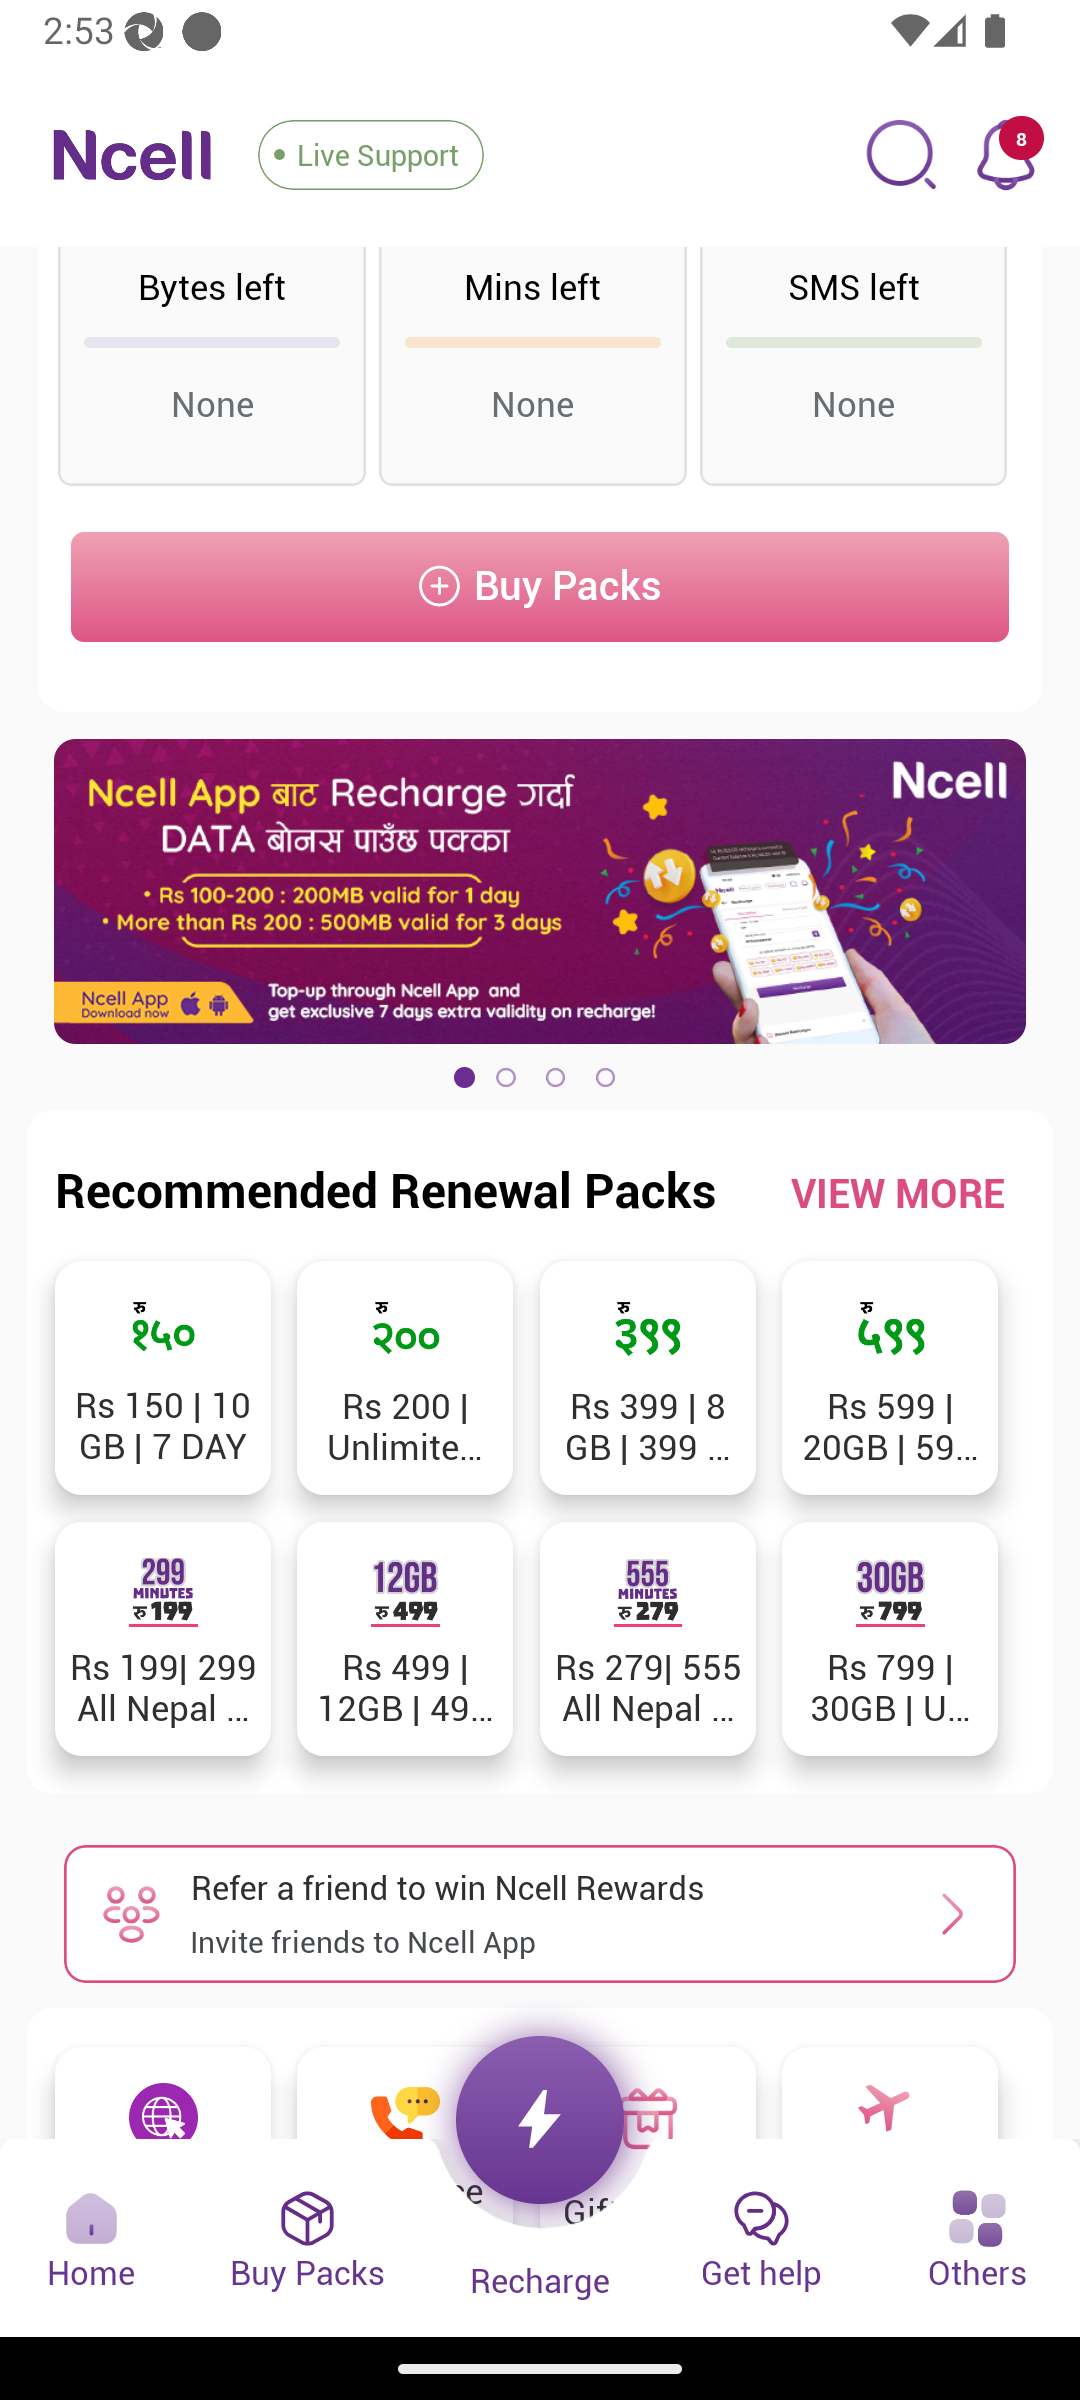 2:53
Ncell
Live Support
8
Bytes left
Mins left
SMS left
None
None
None
Buy Packs
Ncell App बाट Recharge गर्दा
DATA बोनस पाउँछ पक्का
• Rs 100-200 : 200MB valid for 1 day
• More than Rs 200 : 500MB valid for 3 days
Ncell App
Download now
Top-up through Ncell App and
get exclusive 7 days extra validity on recharge!
Ncell
Recommended Renewal Packs
VIEW MORE
रु
१५०
Rs 150 | 10
GB | 7 DAY
रु
२००
Rs 200 |
Unlimite...
रु
३९९
Rs 399 | 8
GB | 399 ...
रु
५९९
Rs 599 |
20GB | 59...
299
MINUTES
रु 199
Rs 199| 299
All Nepal ...
12GB
रु 499
Rs 499 |
12GB | 49...
555
MINUTES
रु 279
Rs 279| 555
All Nepal ...
30GB
रु 799
Rs 799 |
30GB | U...
Refer a friend to win Ncell Rewards
Invite friends to Ncell App
Home
Buy Packs
Recharge
Get help
Others